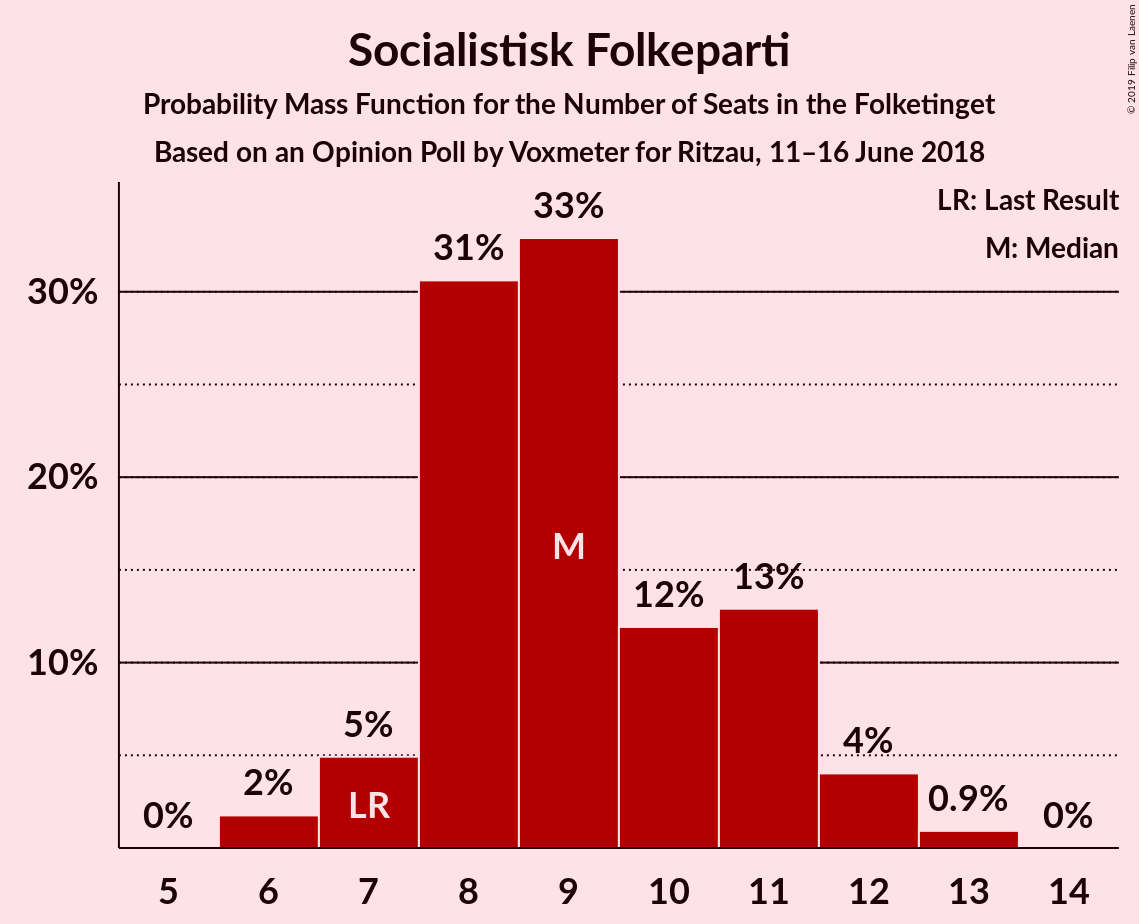 Socialistisk Folkeparti
Probability Mass Function for the Number of Seats in the Folketinget
Based on an Opinion Poll by Voxmeter for Ritzau, 11–16 June 2018
© 2019 Filip van Laenen
LR: Last Result
M: Median
33%
31%
30%
20%
M
13%
12%
10%
5%
4%
2%
LR
0.9%
0%
0%
5 6 7 8 9 10 11 12 13 14